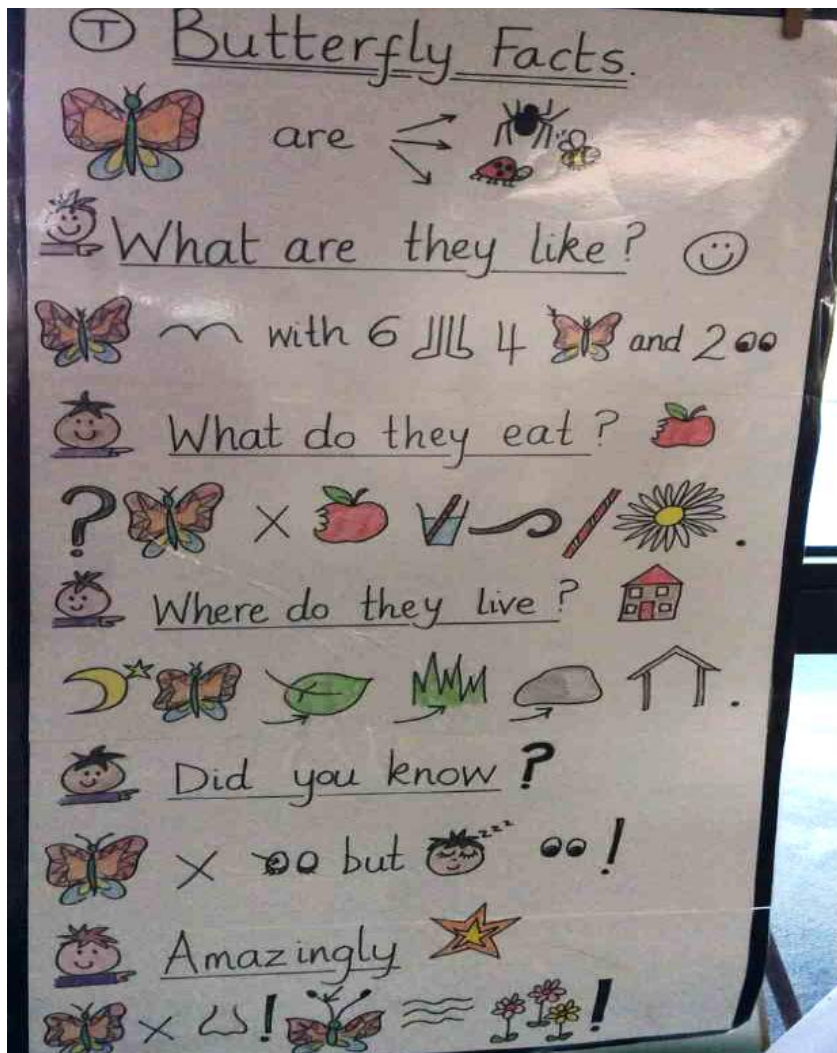 T Butterfly Facts.
are
What are they like?
with 6 4 and 2
What do they eat?
? .
Where do they live?
.
Did you know?
but zzz !
Amazingly
! !